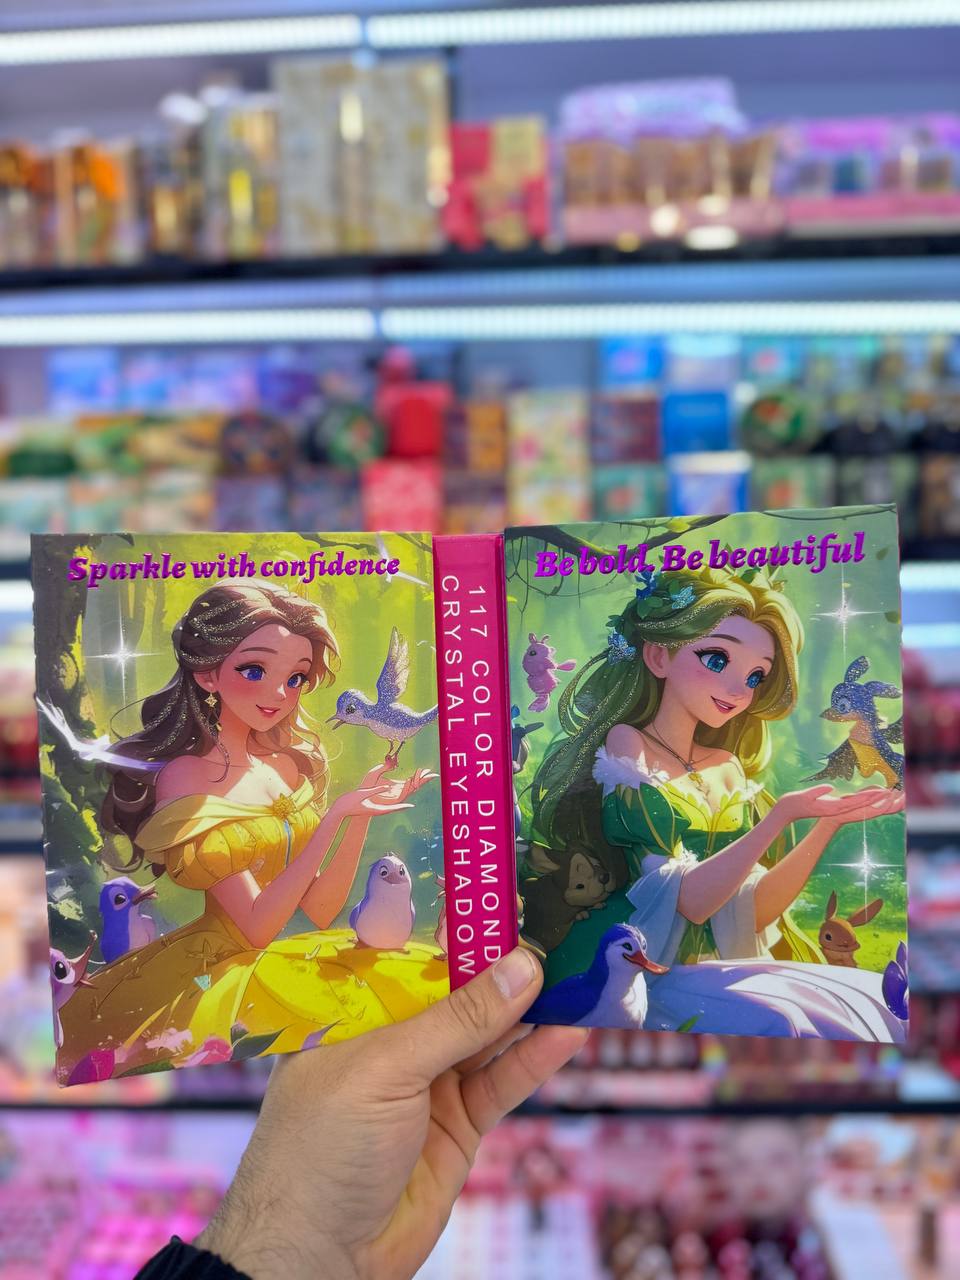 Sparkle with confidence
117 COLOR DIAMOND
CRYSTAL EYESHADOW
Be bold. Be beautiful